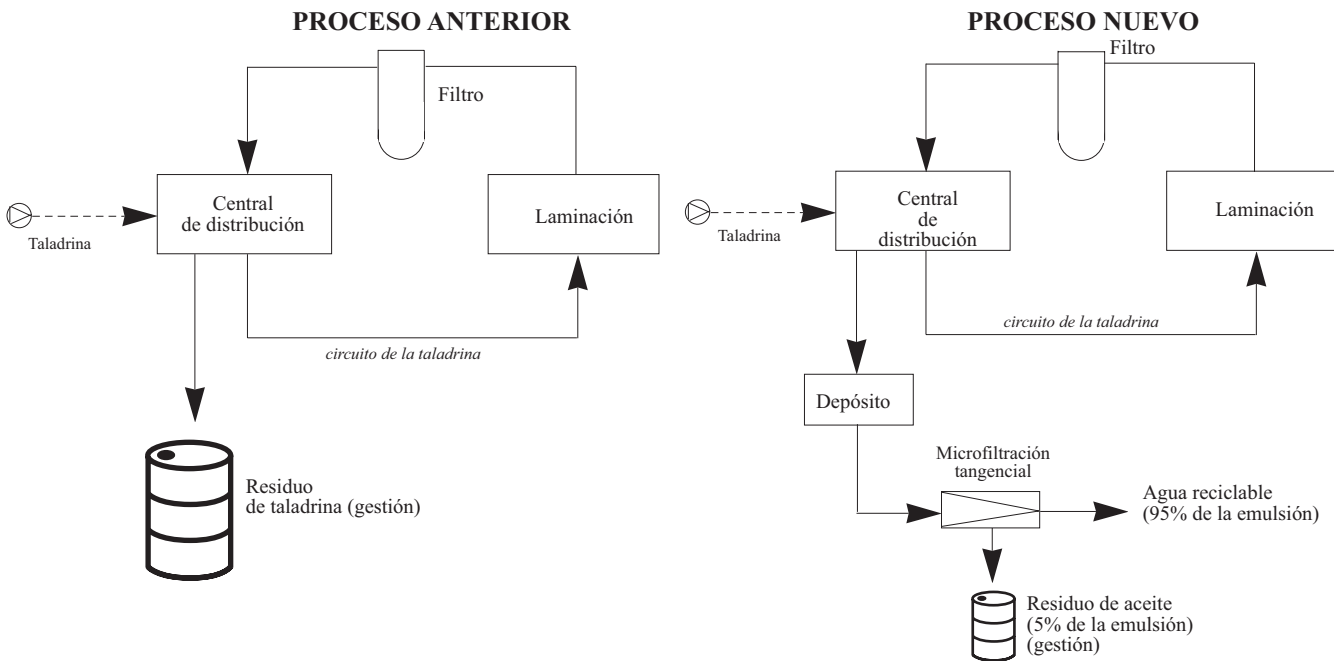 PROCESO ANTERIOR
Filtro
Central
de distribución
Laminación
Taladrina
circuito de la taladrina
Residuo
de taladrina (gestión)
PROCESO NUEVO
Filtro
Central
de
distribución
Laminación
Taladrina
circuito de la taladrina
Depósito
Microfiltración
tangencial
Agua reciclable
(95% de la emulsión)
Residuo de aceite
(5% de la emulsión)
(gestión)